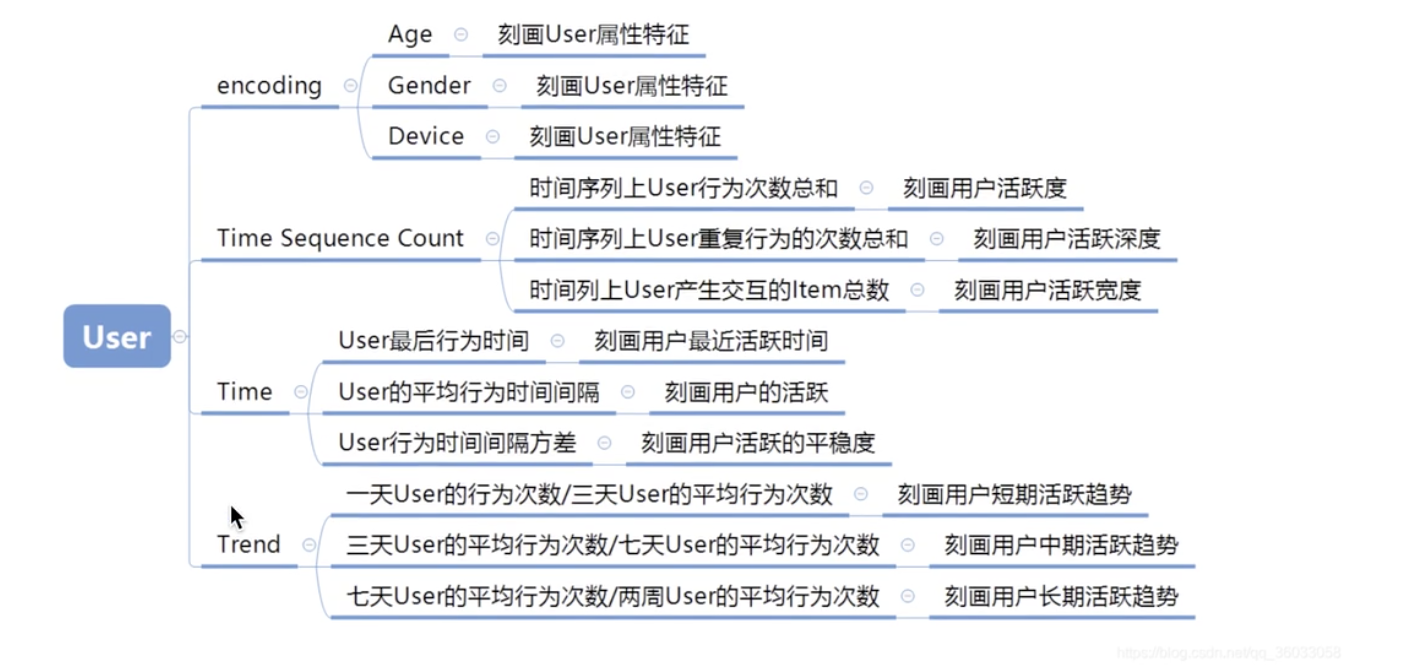 Age 刻画User属性特征
encoding Gender 刻画User属性特征
Device 刻画User属性特征
时间序列上User行为次数总和 刻画用户活跃度
Time Sequence Count 时间序列上User重复行为的次数总和 刻画用户活跃深度
时间列上User产生交互的Item总数 刻画用户活跃宽度
User
User最后行为时间 刻画用户最近活跃时间
Time User的平均行为时间间隔 刻画用户的活跃
User行为时间间隔方差 刻画用户活跃的平稳度
一天User的行为次数/三天User的平均行为次数 刻画用户短期活跃趋势
Trend 三天User的平均行为次数/七天User的平均行为次数 刻画用户中期活跃趋势
七天User的平均行为次数/两周User的平均行为次数 刻画用户长期活跃趋势
https://blog.csdn.net/qq_36033058